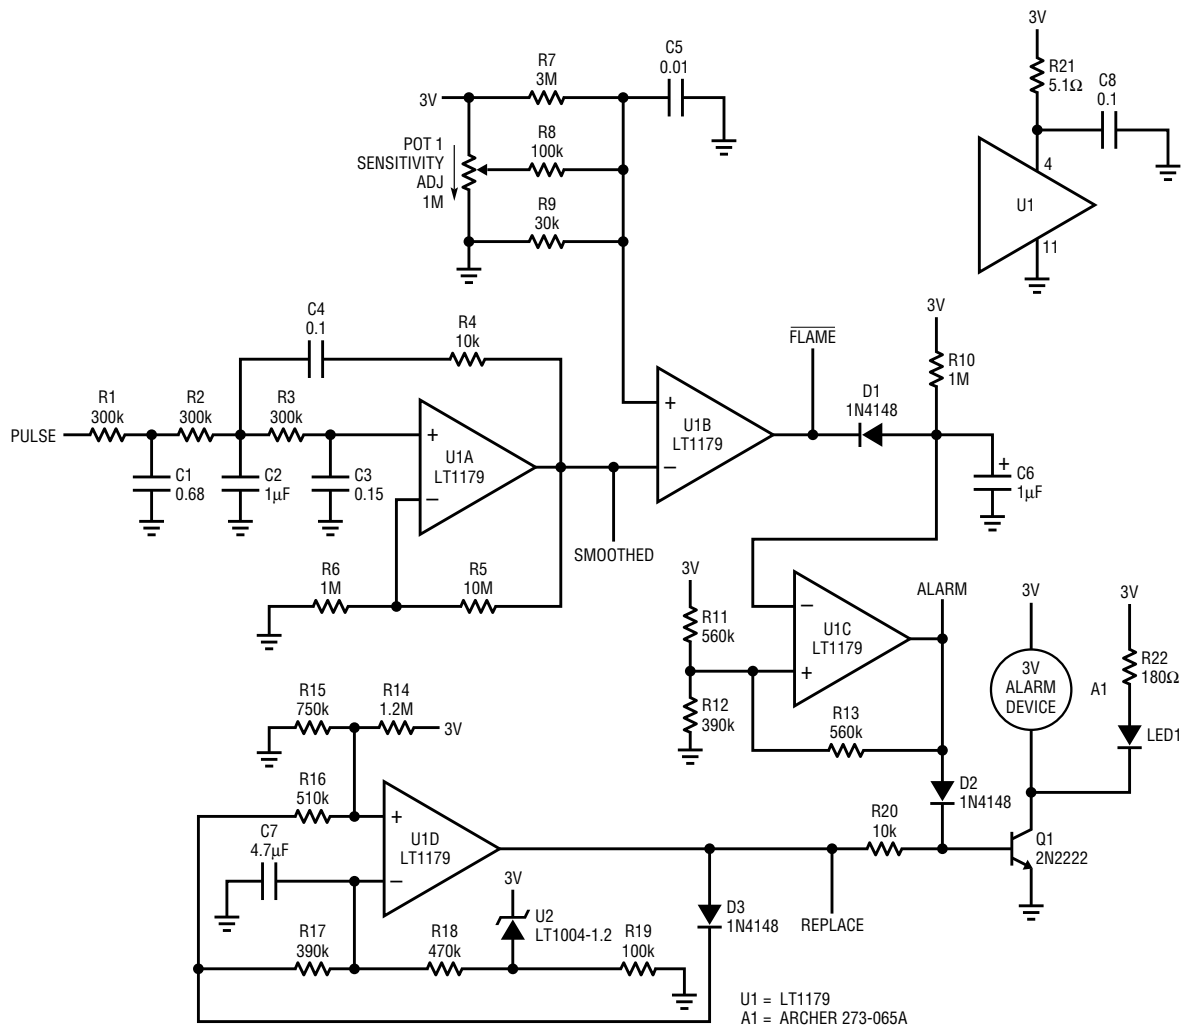 3V
R7
3M
C5
0.01
POT 1
SENSITIVITY
ADJ
1M
R8
100k
R9
30k
3V
R21
5.1Ω
C8
0.1
4
U1
11
C4
0.1
R4
10k
PULSE
R1
300k
R2
300k
R3
300k
C1
0.68
C2
1µF
C3
0.15
+
U1A
LT1179
–
R6
1M
R5
10M
SMOOTHED
+
U1B
LT1179
–
FLAME
D1
1N4148
3V
R10
1M
+
C6
1µF
3V
R11
560k
R12
390k
–
U1C
LT1179
+
R13
560k
ALARM
3V
3V
ALARM
DEVICE
A1
3V
R22
180Ω
LED1
D2
1N4148
R15
750k
R14
1.2M
3V
R16
510k
C7
4.7µF
+
U1D
LT1179
–
R17
390k
R18
470k
3V
U2
LT1004-1.2
R19
100k
D3
1N4148
REPLACE
R20
10k
Q1
2N2222
U1 = LT1179
A1 = ARCHER 273-065A